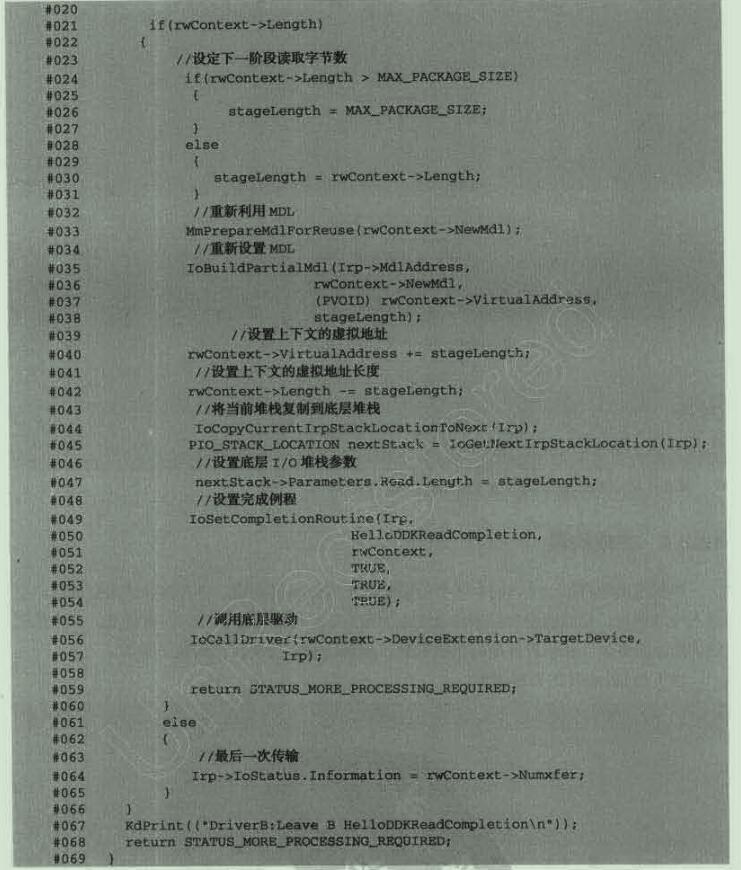 #020
#021 if(rwContext->Length)
#022 {
#023 //设定下一阶段读取字节数
#024 if(rwContext->Length > MAX_PACKAGE_SIZE)
#025 {
#026 stageLength = MAX_PACKAGE_SIZE;
#027 }
#028 else
#029 {
#030 stageLength = rwContext->Length;
#031 }
#032 //重新利用 MDL
#033 MmPrepareMdlForReuse(rwContext->NewMdl);
#034 //重新设置 MDL
#035 IoBuildPartialMdl(Irp->MdlAddress,
#036 rwContext->NewMdl,
#037 (PVOID) rwContext->VirtualAddress,
#038 stageLength);
#039 //设置上下文的虚拟地址
#040 rwContext->VirtualAddress += stageLength;
#041 //设置上下文的虚拟地址长度
#042 rwContext->Length -= stageLength;
#043 //将当前堆栈复制到底层堆栈
#044 IoCopyCurrentIrpStackLocationToNext(Irp);
#045 PIO_STACK_LOCATION nextStack = IoGetNextIrpStackLocation(Irp);
#046 //设置底层 I/O 堆栈参数
#047 nextStack->Parameters.Read.Length = stageLength;
#048 //设置完成例程
#049 IoSetCompletionRoutine(Irp,
#050 HelloDDKReadCompletion,
#051 rwContext,
#052 TRUE,
#053 TRUE,
#054 TRUE);
#055 //调用底层驱动
#056 IoCallDriver(rwContext->DeviceExtension->TargetDevice,
#057 Irp);
#058
#059 return STATUS_MORE_PROCESSING_REQUIRED;
#060 }
#061 else
#062 {
#063 //最后一次传输
#064 Irp->IoStatus.Information = rwContext->Numxfer;
#065 }
#066 }
#067 KdPrint(("DriverB:Leave B HelloDDKReadCompletion\n"));
#068 return STATUS_MORE_PROCESSING_REQUIRED;
#069 }